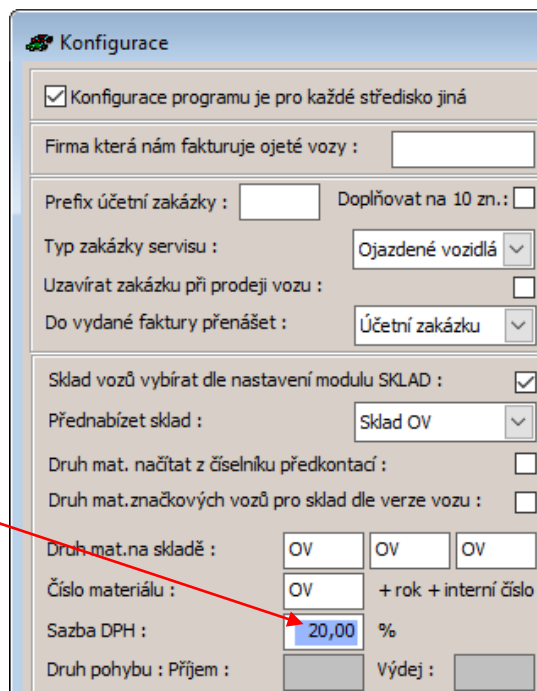 Konfigurace
Konfigurace programu je pro každé středisko jiná
Firma která nám fakturuje ojeté vozy :
Prefix účetní zakázky : Doplňovat na 10 zn.:
Typ zakázky servisu : Ojazdené vozidlá
Uzavírat zakázku při prodeji vozu :
Do vydané faktury přenášet : Účetní zakázku
Sklad vozů vybírat dle nastavení modulu SKLAD :
Přednabízet sklad : Sklad OV
Druh mat. načítat z číselníku předkontací :
Druh mat.značkových vozů pro sklad dle verze vozu :
Druh mat.na skladě : OV OV OV
Číslo materiálu : OV + rok + interní číslo
Sazba DPH : 20,00 %
Druh pohybu : Příjem : Výdej :